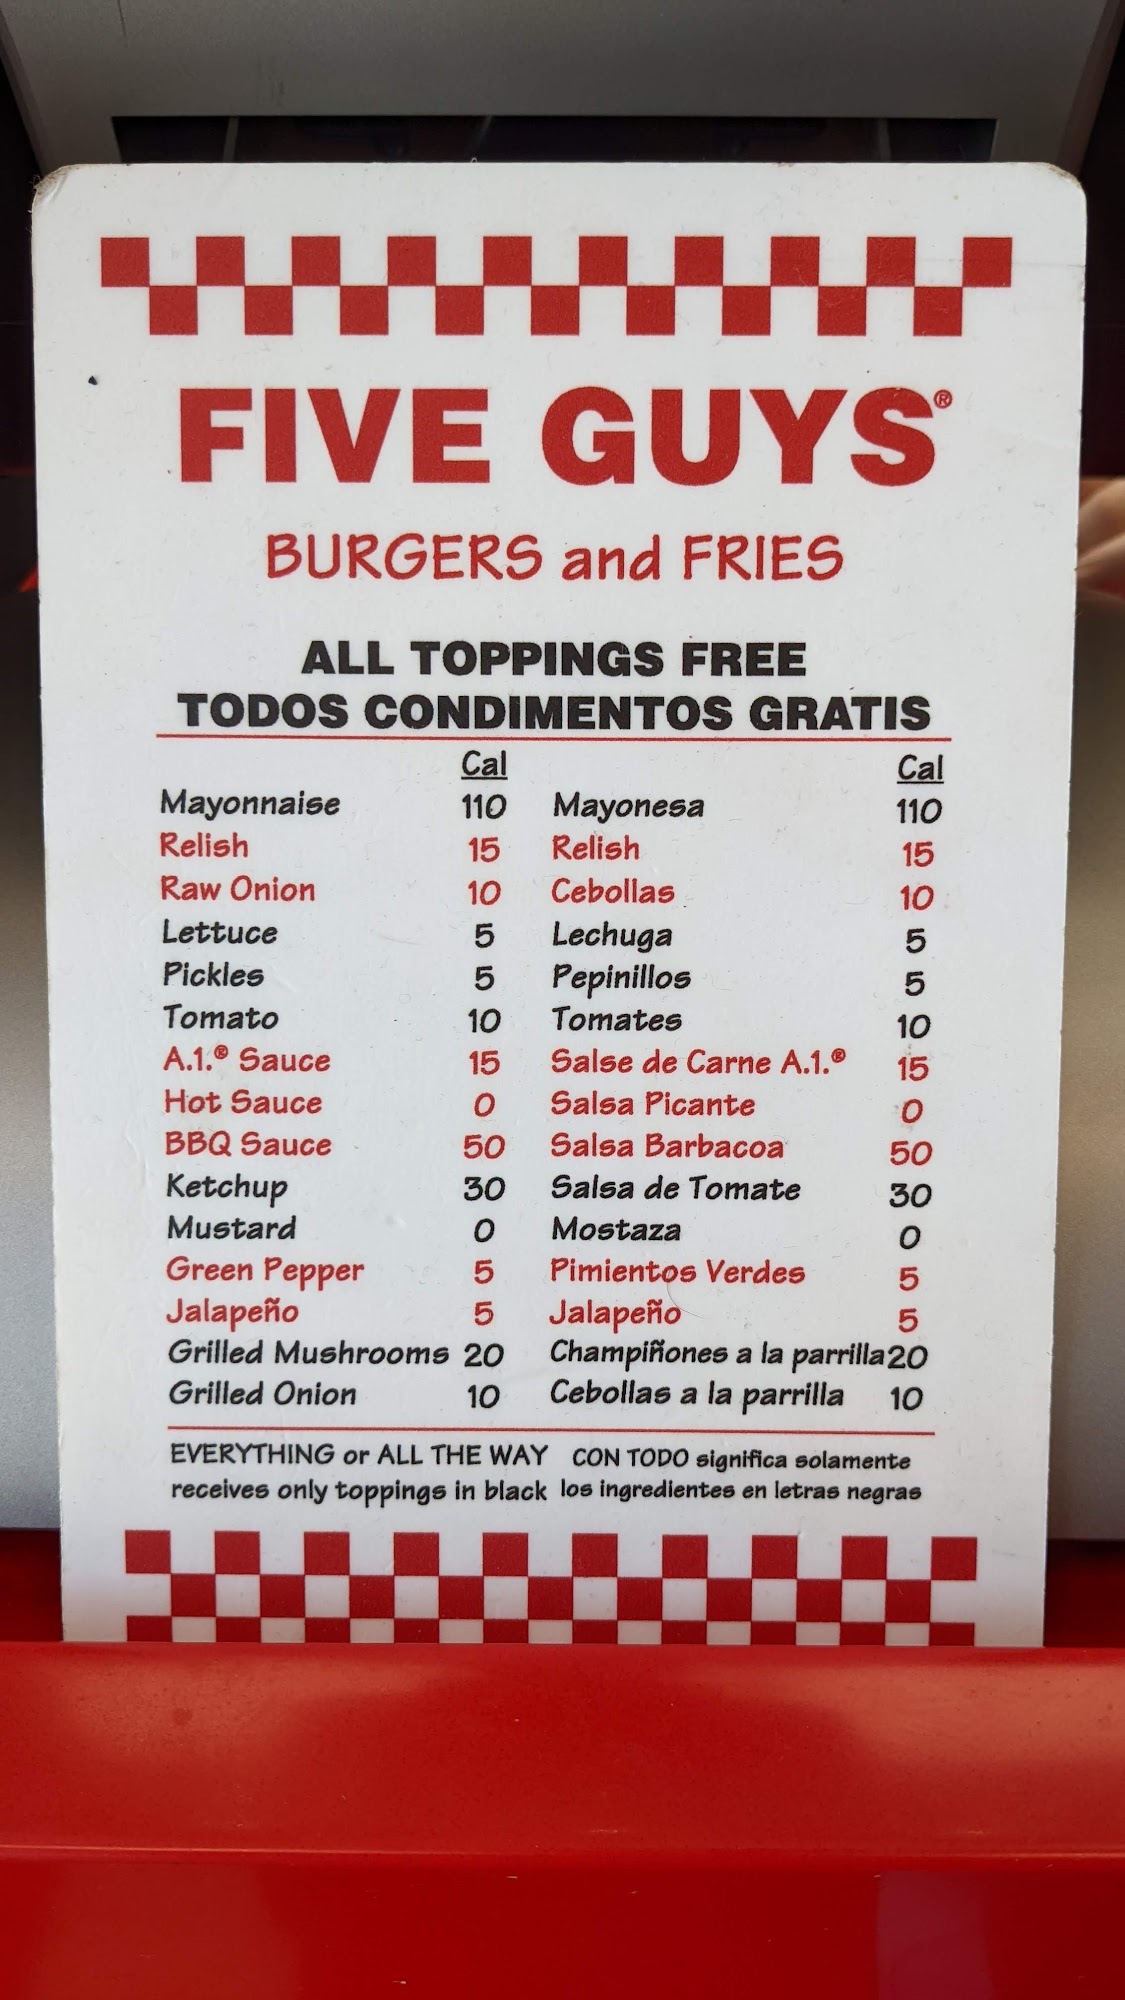 FIVE GUYS®
BURGERS and FRIES
ALL TOPPINGS FREE
TODOS CONDIMENTOS GRATIS
Cal Cal
Mayonnaise 110 Mayonesa 110
Relish 15 Relish 15
Raw Onion 10 Cebollas 10
Lettuce 5 Lechuga 5
Pickles 5 Pepinillos 5
Tomato 10 Tomates 10
A.1.® Sauce 15 Salse de Carne A.1.® 15
Hot Sauce 0 Salsa Picante 0
BBQ Sauce 50 Salsa Barbacoa 50
Ketchup 30 Salsa de Tomate 30
Mustard 0 Mostaza 0
Green Pepper 5 Pimientos Verdes 5
Jalapeño 5 Jalapeño 5
Grilled Mushrooms 20 Champiñones a la parrilla 20
Grilled Onion 10 Cebollas a la parrilla 10
EVERYTHING or ALL THE WAY CON TODO significa solamente
receives only toppings in black los ingredientes en letras negras